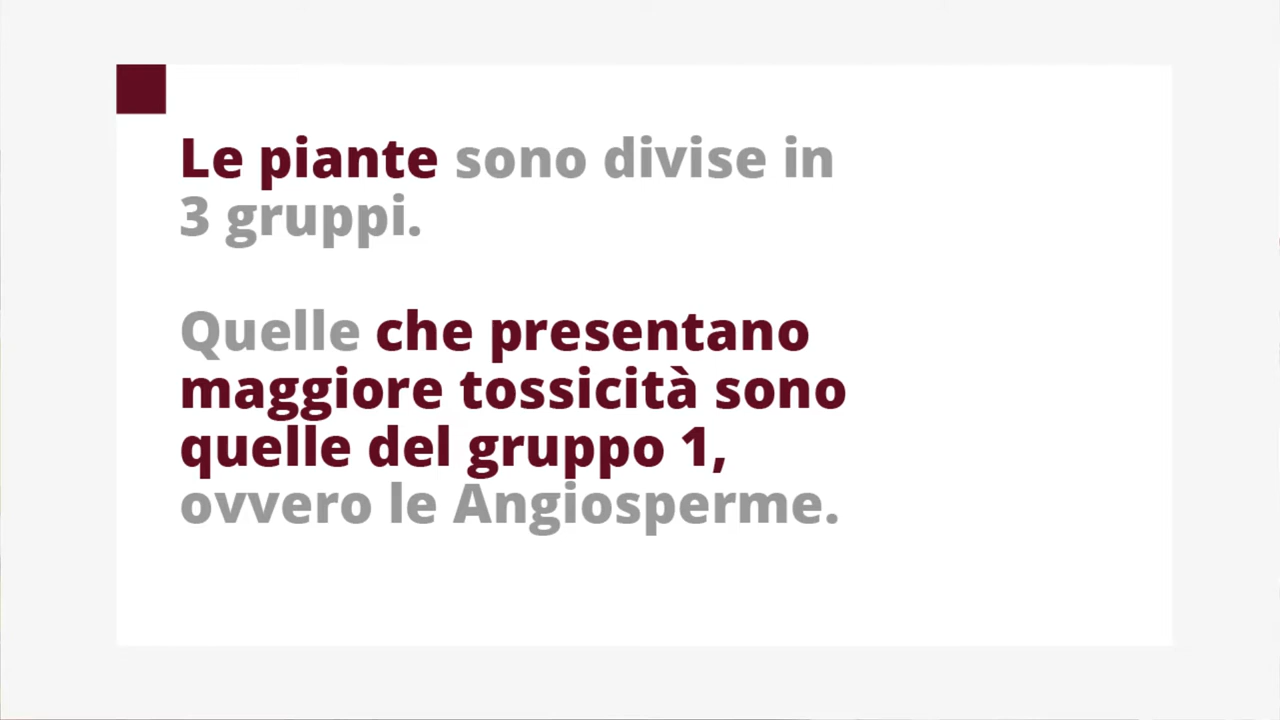 Le piante sono divise in
3 gruppi.
Quelle che presentano
maggiore tossicità sono
quelle del gruppo 1,
ovvero le Angiosperme.